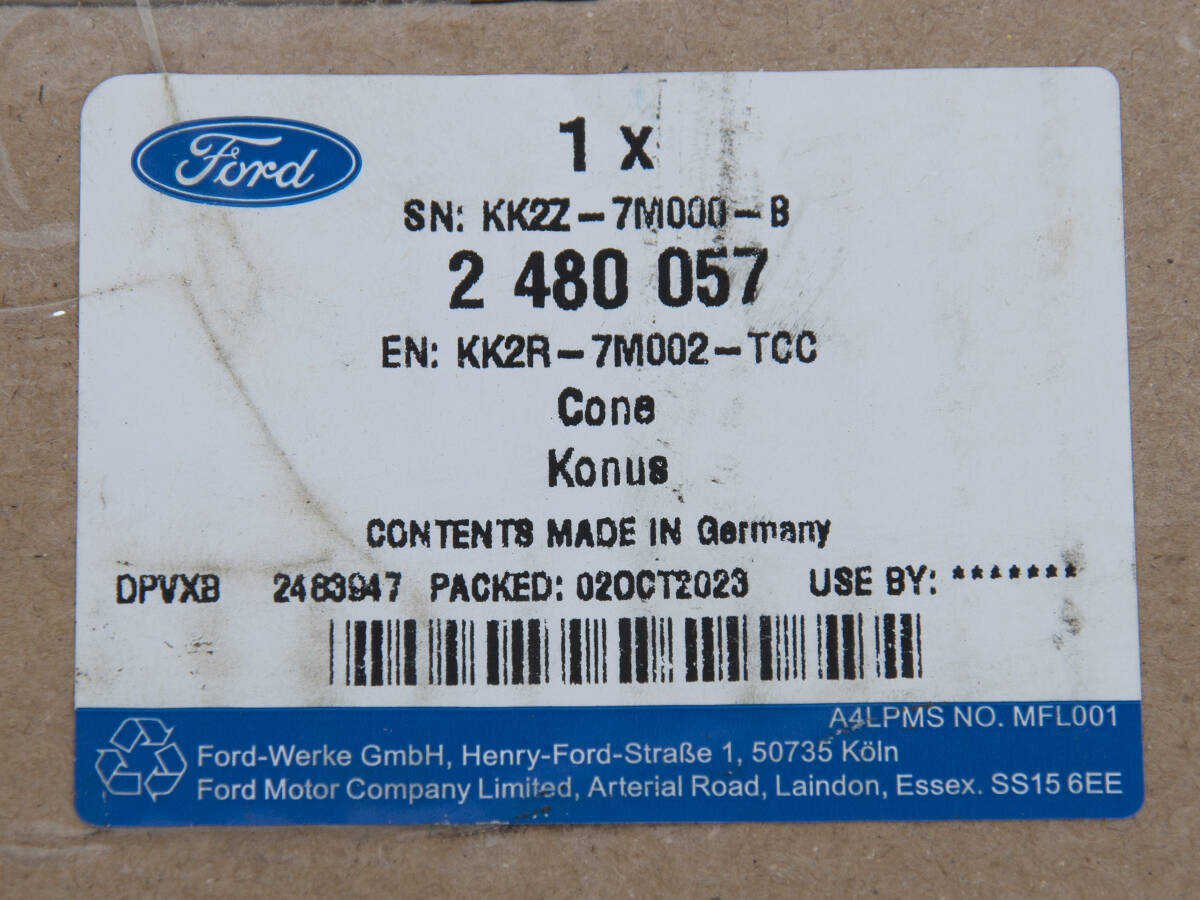 Ford
1 x
SN: KK2Z-7M000-B
2 480 057
EN: KK2R-7M002-TCC
Cone
Konus
CONTENTS MADE IN Germany
DPVXB 2483947 PACKED: 02OCT2023 USE BY: *******
A4LPMS NO. MFL001
Ford-Werke GmbH, Henry-Ford-Straße 1, 50735 Köln
Ford Motor Company Limited, Arterial Road, Laindon, Essex. SS15 6EE